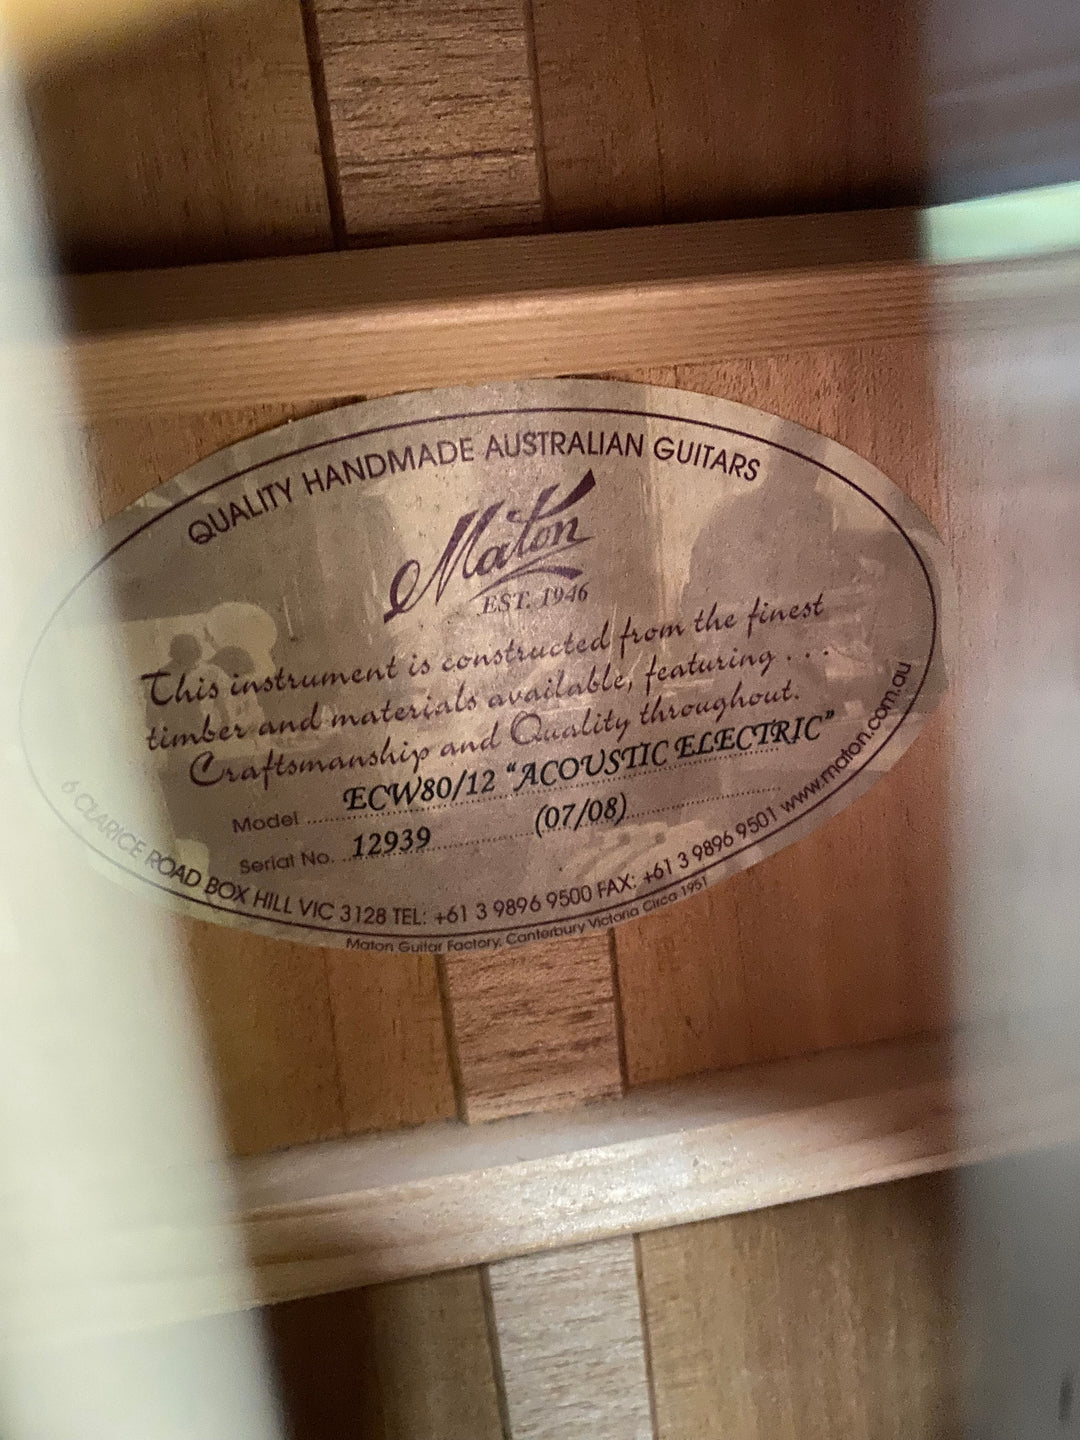 QUALITY HANDMADE AUSTRALIAN GUITARS
Maton
EST. 1946
This instrument is constructed from the finest
timber and materials available, featuring . . .
Craftsmanship and Quality throughout.
Model ECW80/12 “ACOUSTIC ELECTRIC”
Serial No. 12939 (07/08)
6 CLARICE ROAD BOX HILL VIC 3128 TEL: +61 3 9896 9500 FAX: +61 3 9896 9501 www.maton.com.au
Maton Guitar Factory, Canterbury Victoria Circa 1951